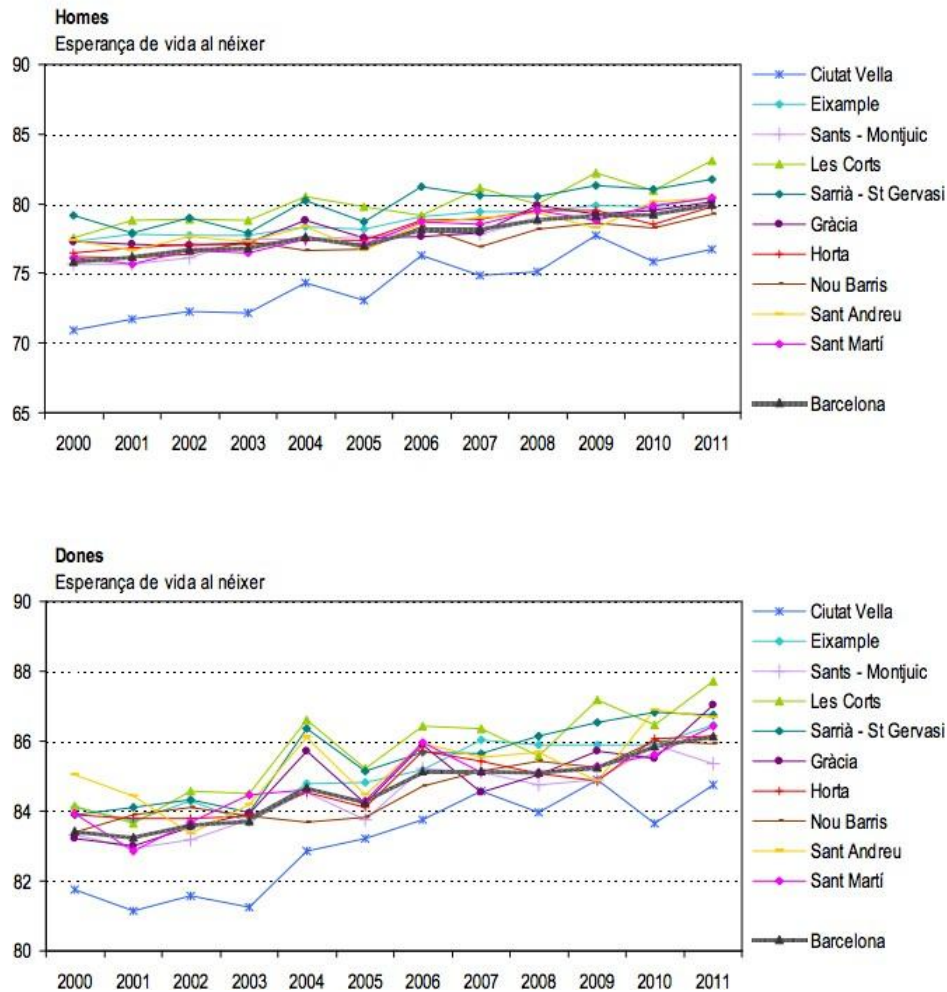 Homes
Esperança de vida al néixer
90
85
80
75
70
65
2000 2001 2002 2003 2004 2005 2006 2007 2008 2009 2010 2011
Ciutat Vella
Eixample
Sants - Montjuic
Les Corts
Sarrià - St Gervasi
Gràcia
Horta
Nou Barris
Sant Andreu
Sant Martí
Barcelona
Dones
Esperança de vida al néixer
90
88
86
84
82
80
2000 2001 2002 2003 2004 2005 2006 2007 2008 2009 2010 2011
Ciutat Vella
Eixample
Sants - Montjuic
Les Corts
Sarrià - St Gervasi
Gràcia
Horta
Nou Barris
Sant Andreu
Sant Martí
Barcelona